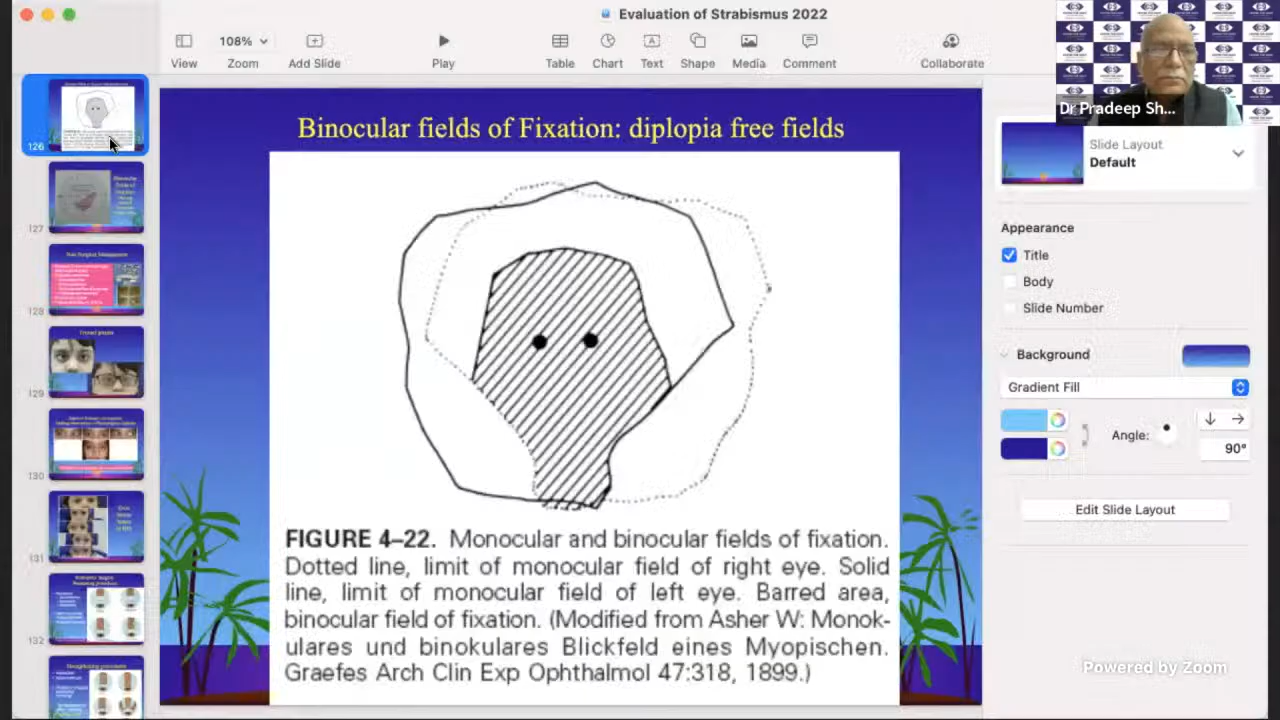 Evaluation of Strabismus 2022
108%
View
Zoom
Add Slide
Play
Table
Chart
Text
Shape
Media
Comment
Collaborate
Dr Pradeep Sh...
126
127
128
129
130
131
132
Binocular fields of Fixation: diplopia free fields
FIGURE 4–22. Monocular and binocular fields of fixation.
Dotted line, limit of monocular field of right eye. Solid
line, limit of monocular field of left eye. Barred area,
binocular field of fixation. (Modified from Asher W: Monok-
ulares und binokulares Blickfeld eines Myopischen.
Graefes Arch Clin Exp Ophthalmol 47:318, 1899.)
Slide Layout
Default
Appearance
Title
Body
Slide Number
Background
Gradient Fill
Angle:
90°
Edit Slide Layout
Powered by Zoom